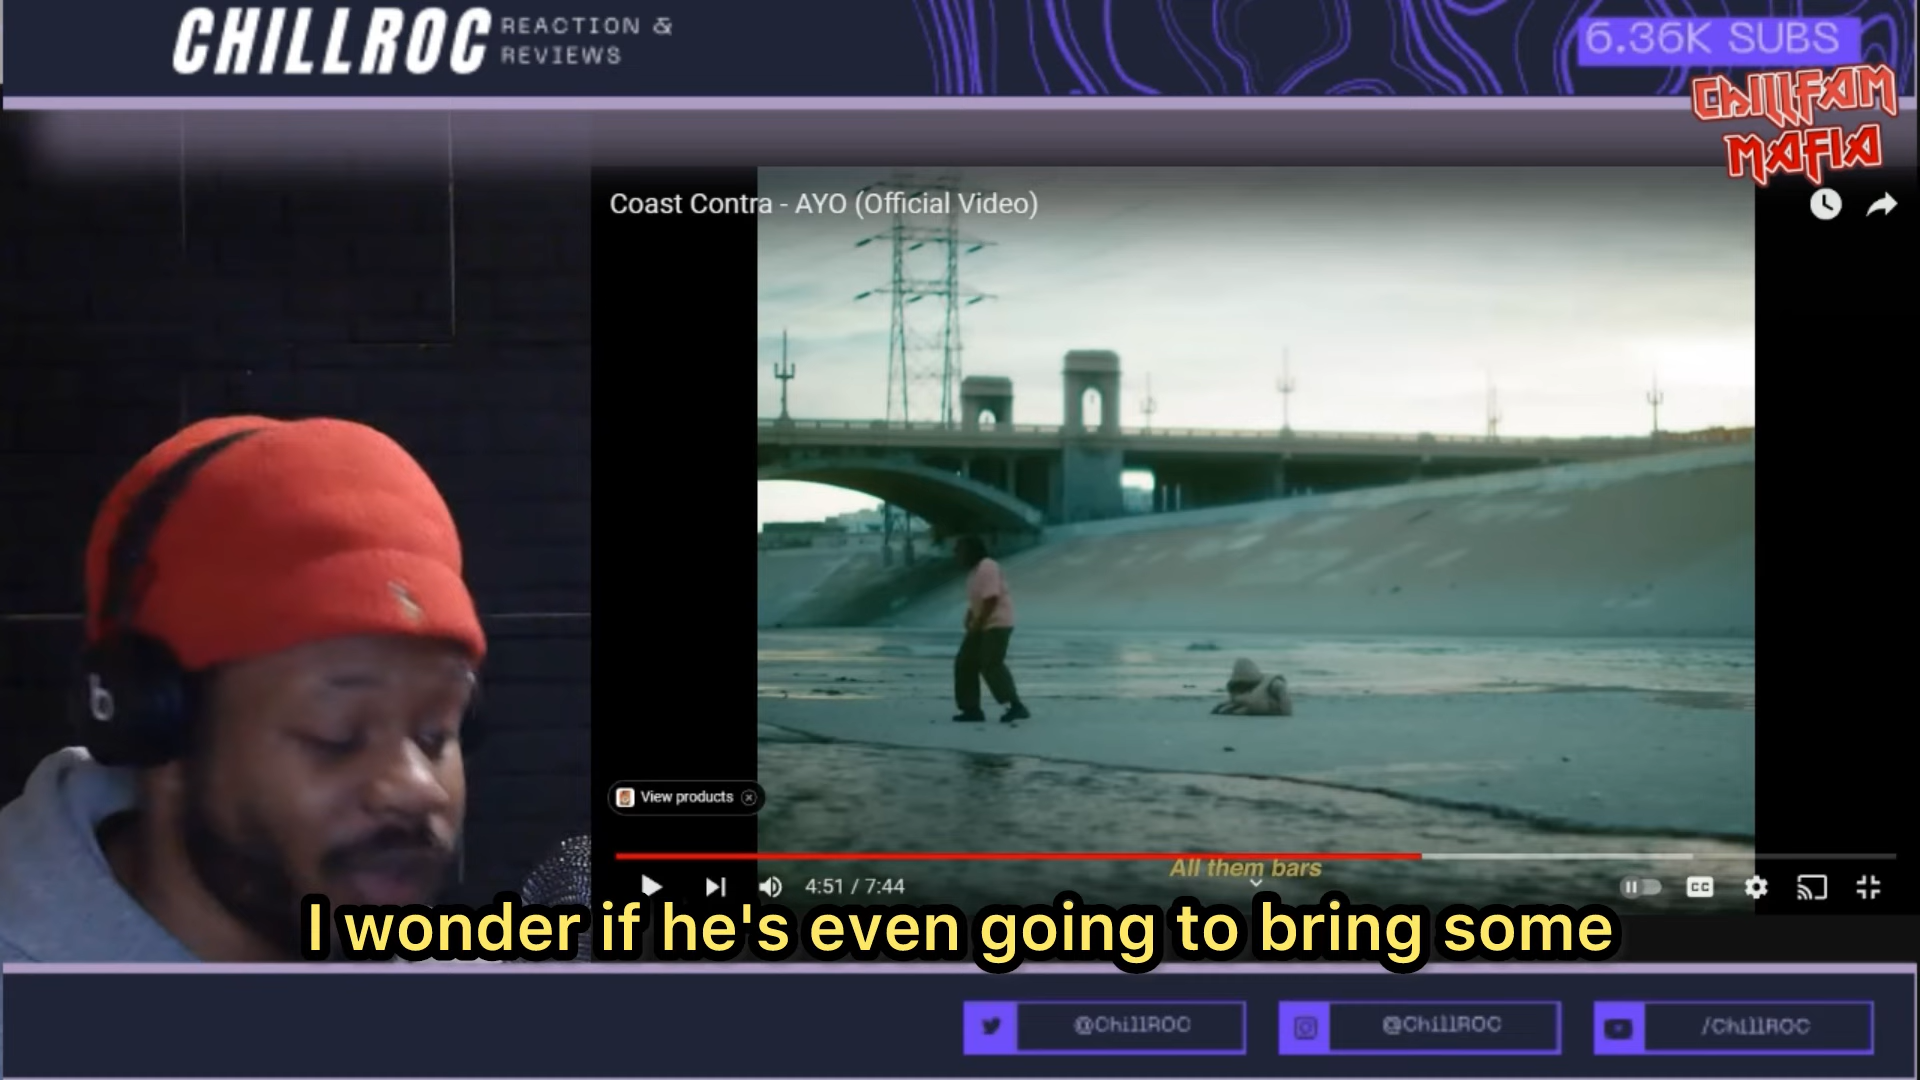 CHILLROC
REACTION &
REVIEWS
6.36K SUBS
ChillFAM
MAFIA
Coast Contra - AYO (Official Video)
b
View products
All them bars
4:51 / 7:44
CC
I wonder if he's even going to bring some
@ChillROC
@ChillROC
/ChillROC